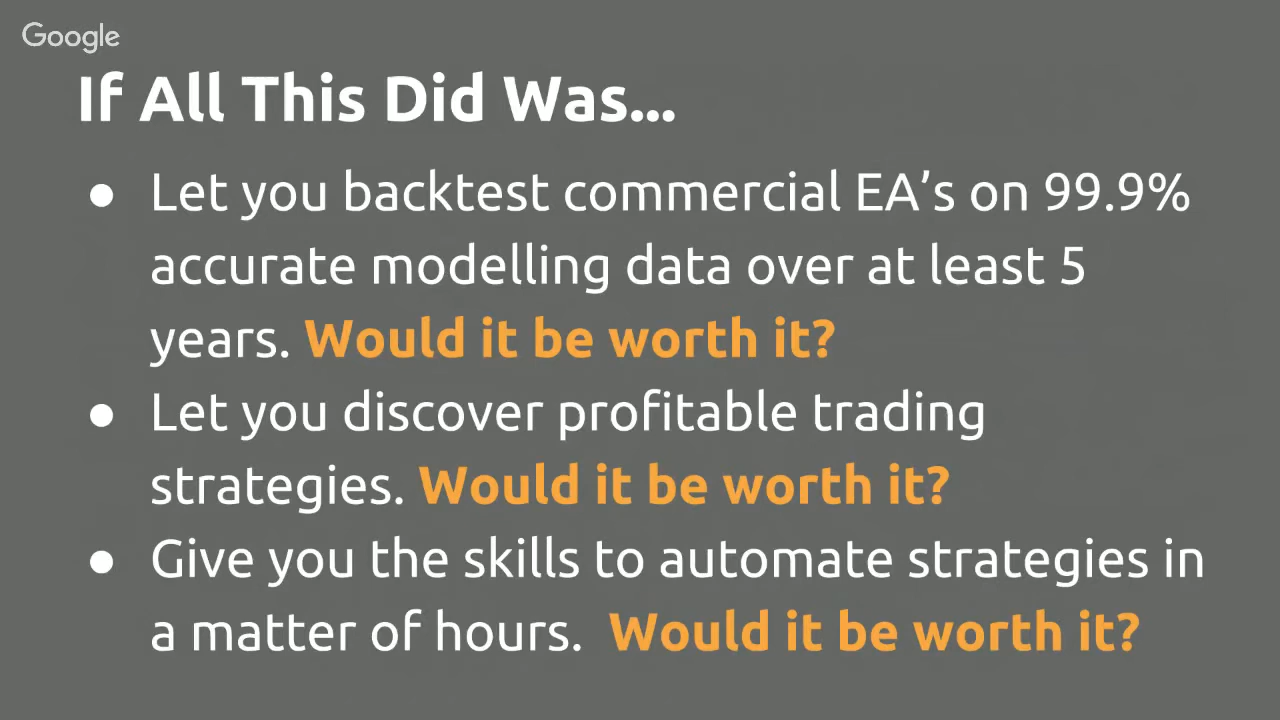 Google
If All This Did Was...
● Let you backtest commercial EA’s on 99.9%
accurate modelling data over at least 5
years. Would it be worth it?
● Let you discover profitable trading
strategies. Would it be worth it?
● Give you the skills to automate strategies in
a matter of hours.  Would it be worth it?